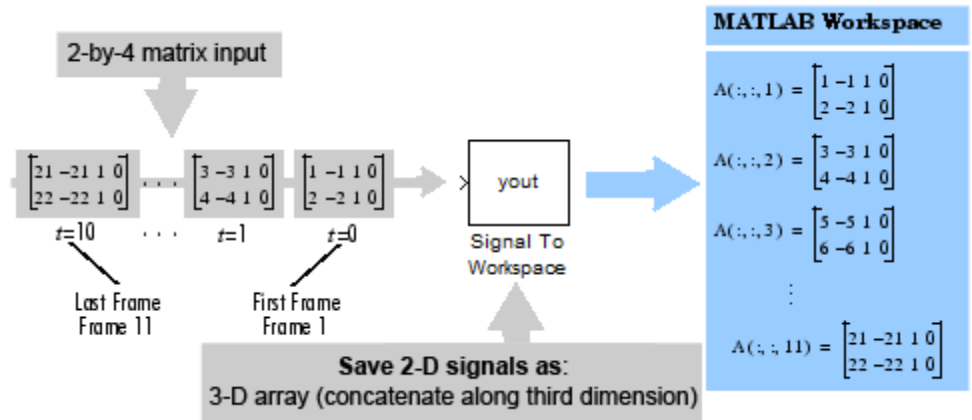 2-by-4 matrix input
[21 -21 1 0
22 -22 1 0]
t=10
. . . .
. . . .
[3 -3 1 0
4 -4 1 0]
t=1
[1 -1 1 0
2 -2 1 0]
t=0
Last Frame
Frame 11
First Frame
Frame 1
yout
Signal To
Workspace
Save 2-D signals as:
3-D array (concatenate along third dimension)
MATLAB Workspace
A(:,:,1) = [1 -1 1 0
2 -2 1 0]
A(:,:,2) = [3 -3 1 0
4 -4 1 0]
A(:,:,3) = [5 -5 1 0
6 -6 1 0]
⋮
A(:,:,11) = [21 -21 1 0
22 -22 1 0]